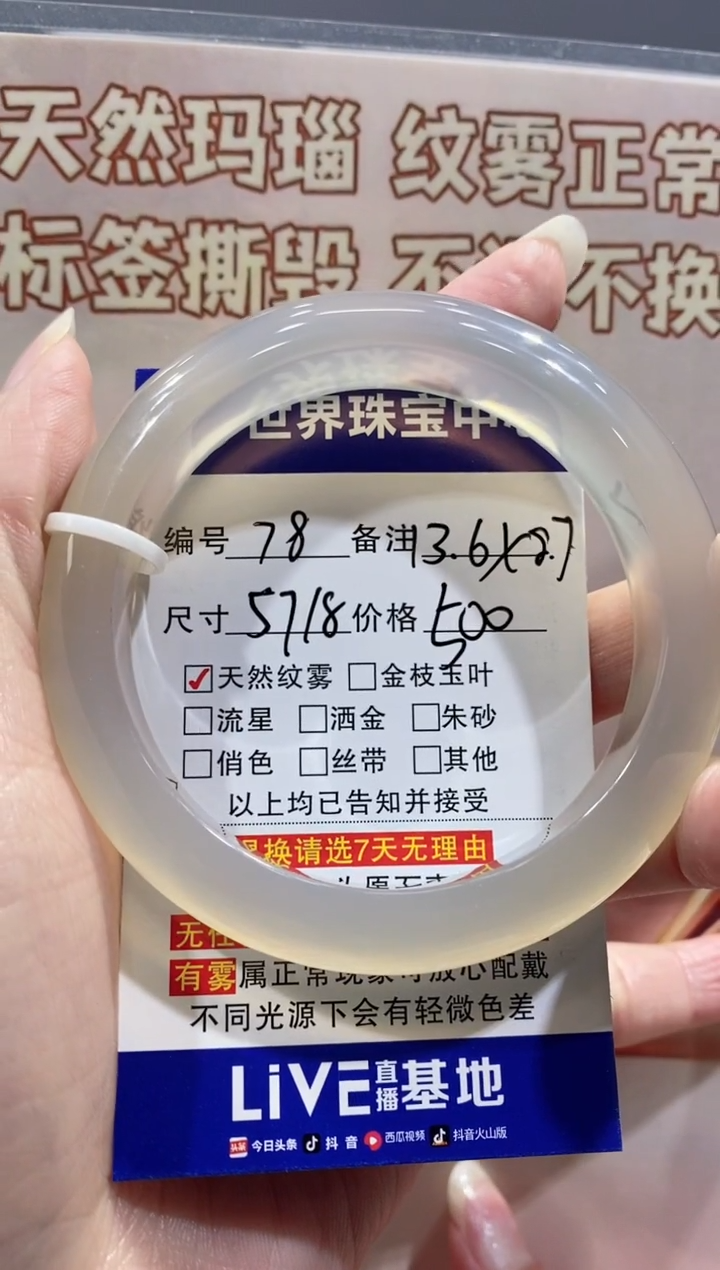 天然玛瑙 纹雾正常
标签撕毁 不退不换
世界珠宝中心
编号 78 备注 13.6X8.7
尺寸 57/8 价格 500
✓天然纹雾 □金枝玉叶
□流星 □洒金 □朱砂
□俏色 □丝带 □其他
以上均已告知并接受
退换请选7天无理由
有雾属正常现象可放心配戴
不同光源下会有轻微色差
LiVE直播基地
头条 今日头条 抖音 西瓜视频 抖音火山版